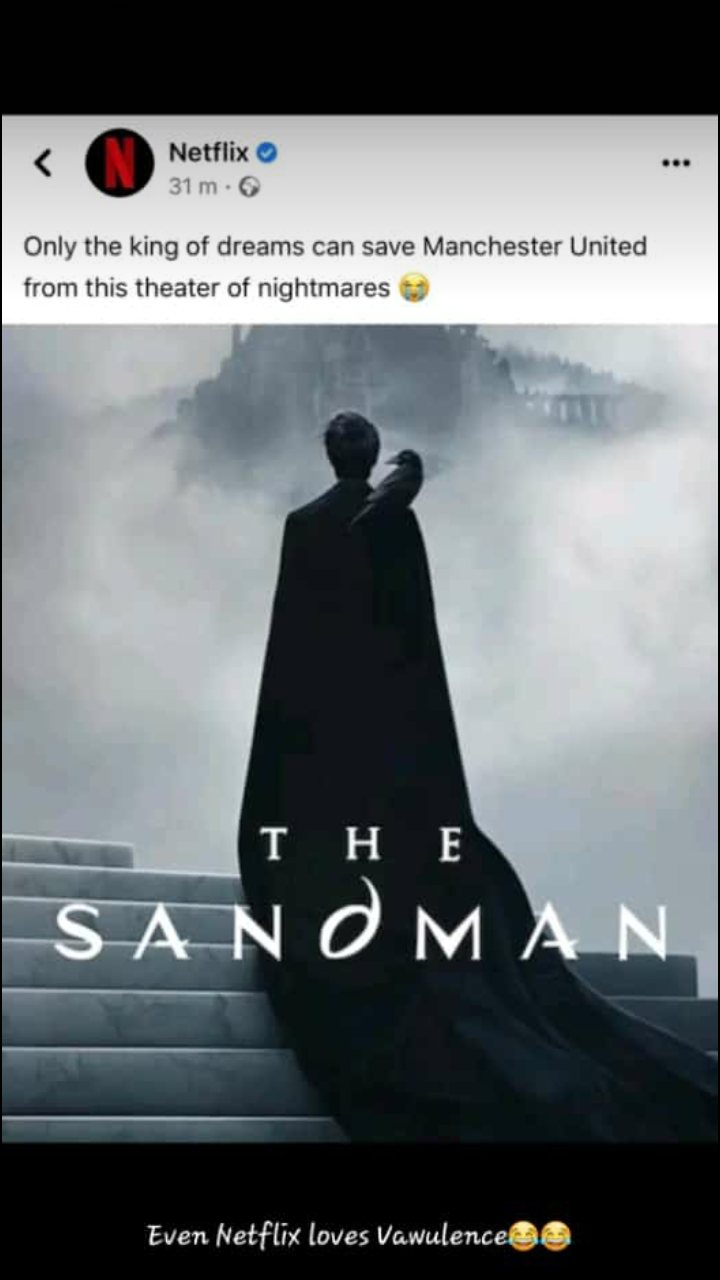 N Netflix
31 m ·
Only the king of dreams can save Manchester United
from this theater of nightmares 😭
THE
SANDMAN
Even Netflix loves Vawulence😂😂